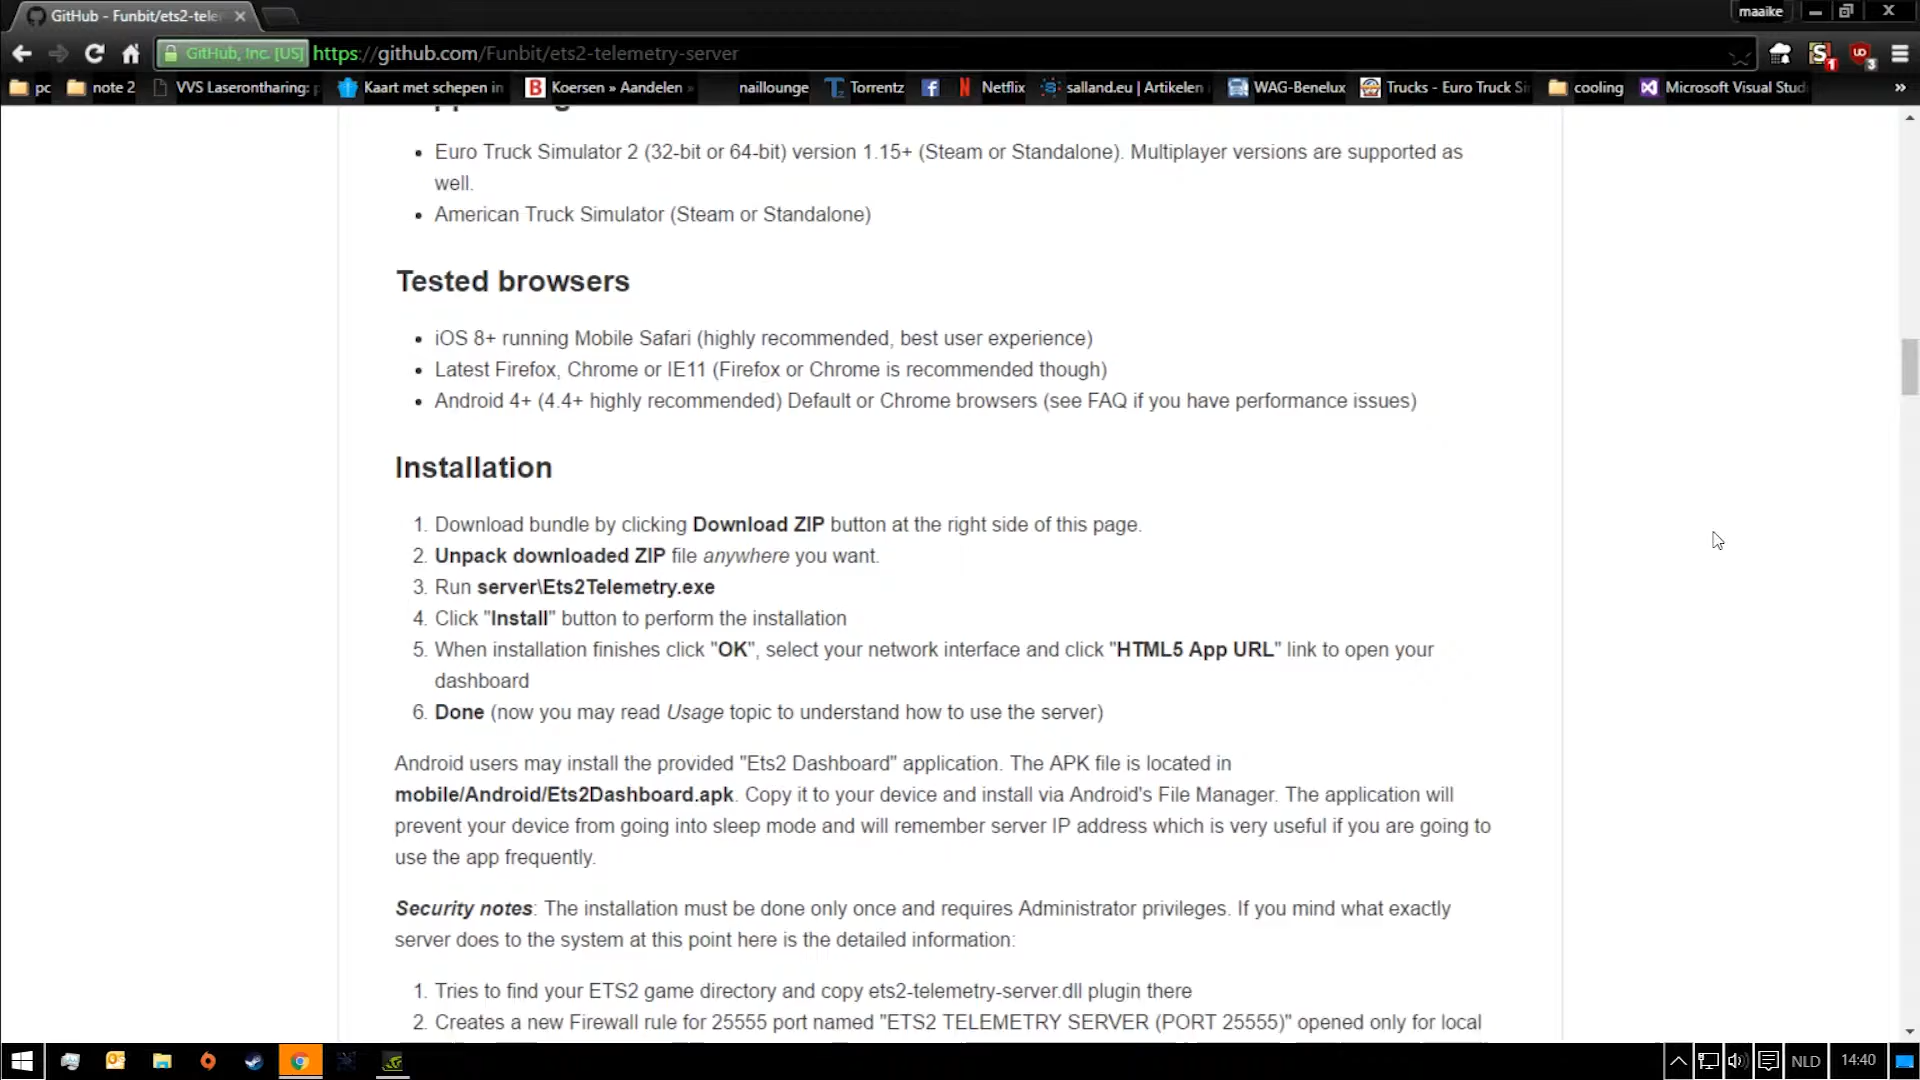 GitHub - Funbit/ets2-tele
maaike
GitHub, Inc. [US] https://github.com/Funbit/ets2-telemetry-server
1
3
pc
note 2
VVS Laserontharing:
Kaart met schepen in
B
Koersen » Aandelen »
naillounge
Torrentz
Netflix
salland.eu | Artikelen
WAG-Benelux
Trucks - Euro Truck Si
cooling
Microsoft Visual Studi
»
• Euro Truck Simulator 2 (32-bit or 64-bit) version 1.15+ (Steam or Standalone). Multiplayer versions are supported as
well.
• American Truck Simulator (Steam or Standalone)
Tested browsers
• iOS 8+ running Mobile Safari (highly recommended, best user experience)
• Latest Firefox, Chrome or IE11 (Firefox or Chrome is recommended though)
• Android 4+ (4.4+ highly recommended) Default or Chrome browsers (see FAQ if you have performance issues)
Installation
1. Download bundle by clicking Download ZIP button at the right side of this page.
2. Unpack downloaded ZIP file anywhere you want.
3. Run server\Ets2Telemetry.exe
4. Click "Install" button to perform the installation
5. When installation finishes click "OK", select your network interface and click "HTML5 App URL" link to open your
dashboard
6. Done (now you may read Usage topic to understand how to use the server)
Android users may install the provided "Ets2 Dashboard" application. The APK file is located in
mobile/Android/Ets2Dashboard.apk. Copy it to your device and install via Android's File Manager. The application will
prevent your device from going into sleep mode and will remember server IP address which is very useful if you are going to
use the app frequently.
Security notes: The installation must be done only once and requires Administrator privileges. If you mind what exactly
server does to the system at this point here is the detailed information:
1. Tries to find your ETS2 game directory and copy ets2-telemetry-server.dll plugin there
2. Creates a new Firewall rule for 25555 port named "ETS2 TELEMETRY SERVER (PORT 25555)" opened only for local
NLD
14:40